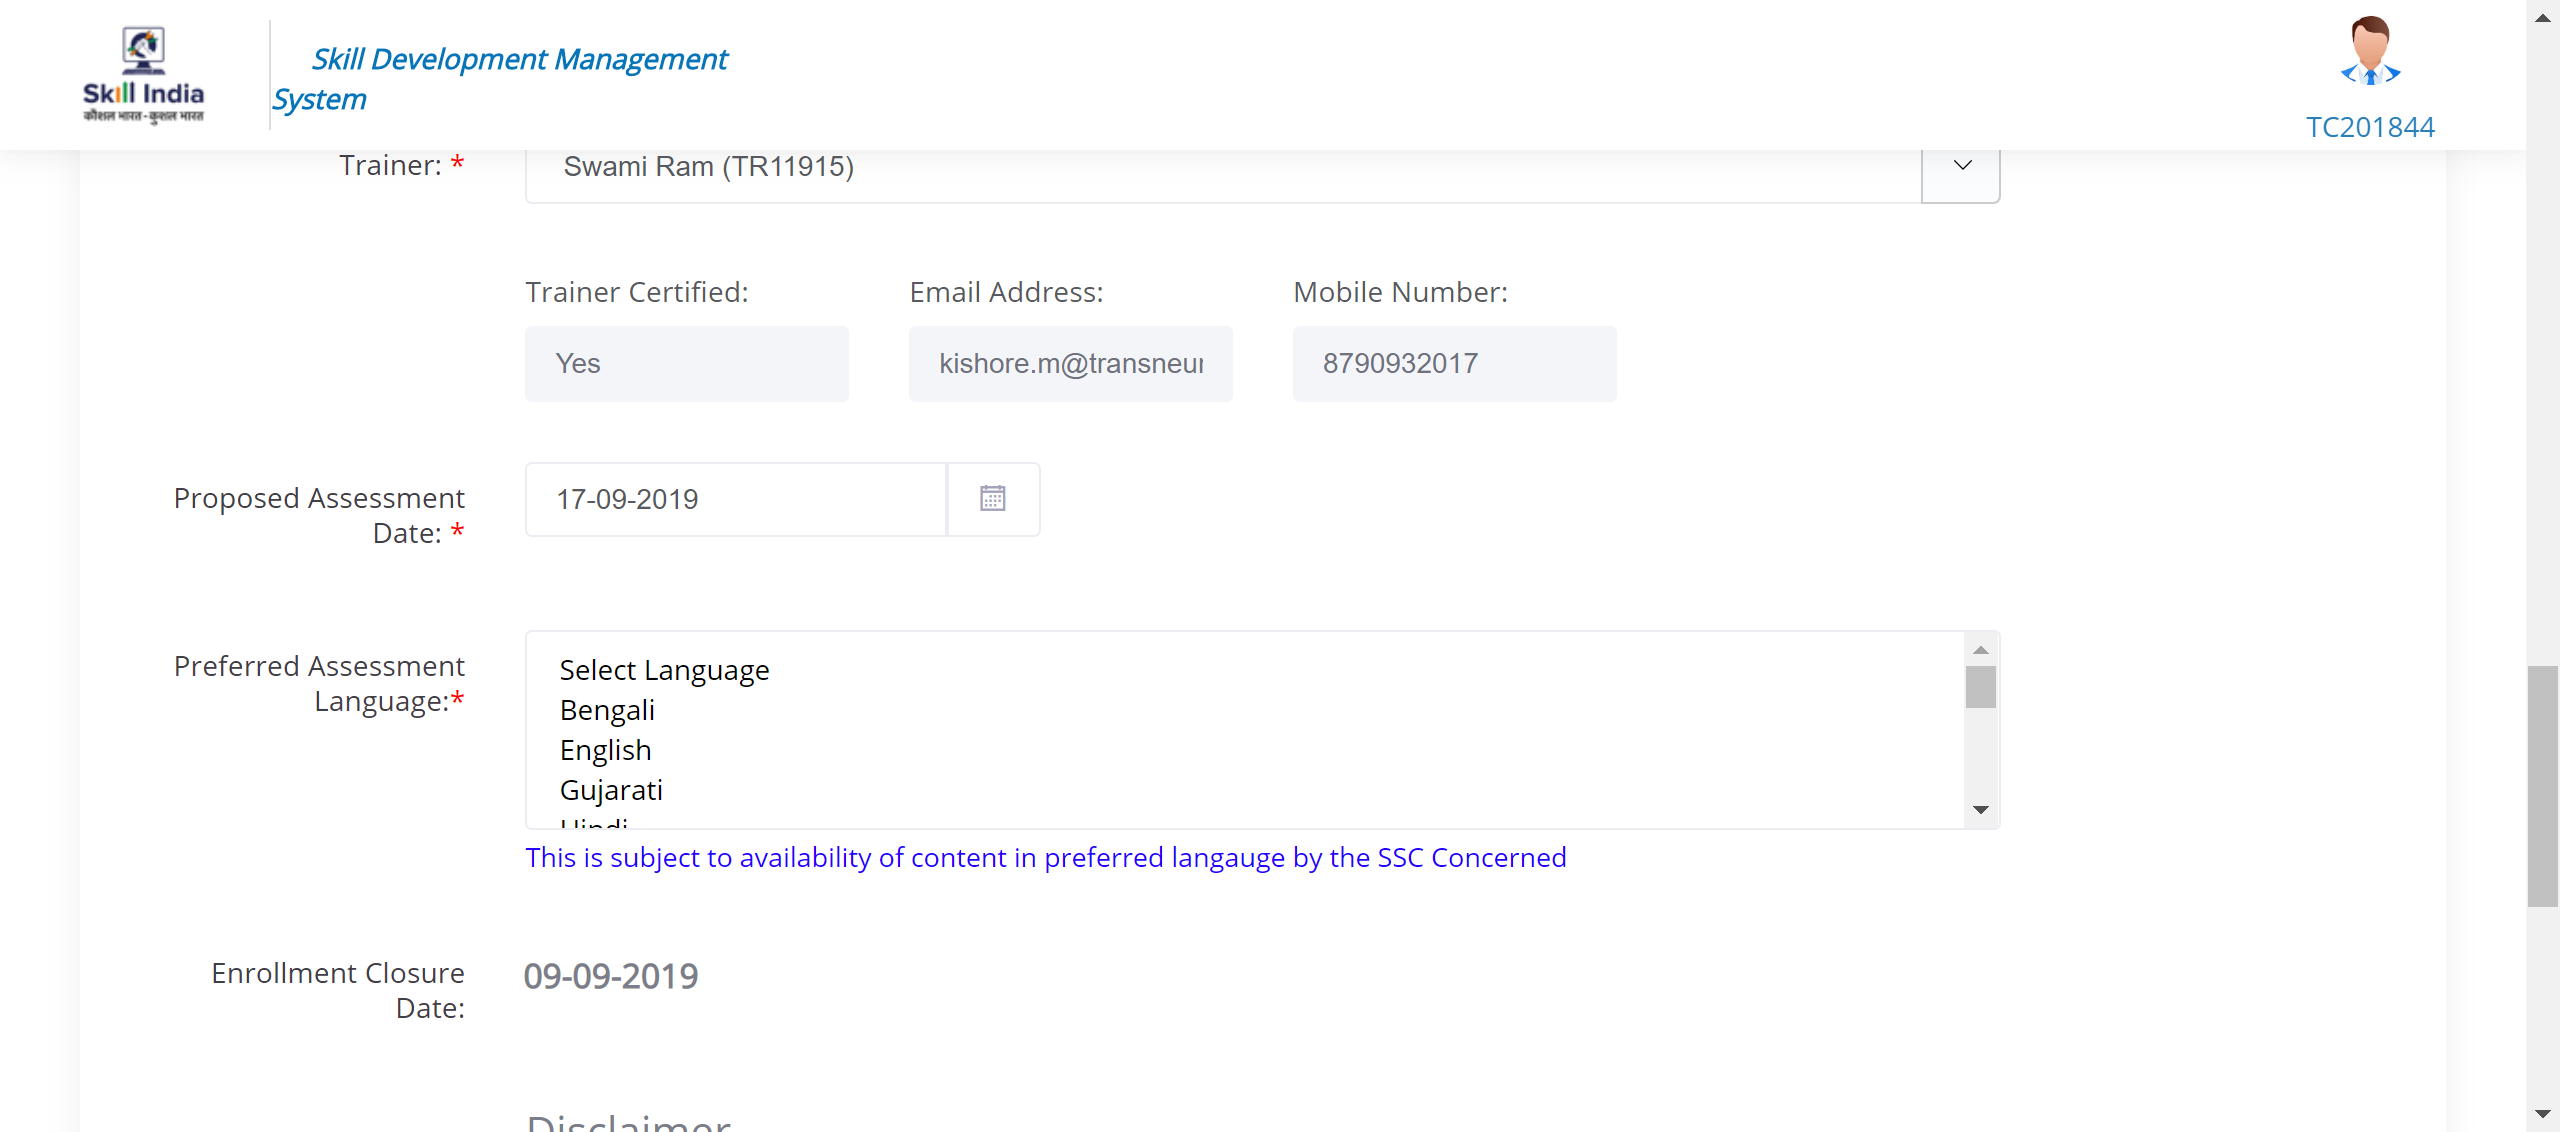 Skill India
कौशल भारत - कुशल भारत
Skill Development Management
System
TC201844
Trainer: *
Swami Ram (TR11915)
Trainer Certified:
Email Address:
Mobile Number:
Yes
kishore.m@transneur
8790932017
Proposed Assessment
Date: *
17-09-2019
Preferred Assessment
Language:*
Select Language
Bengali
English
Gujarati
Hindi
This is subject to availability of content in preferred langauge by the SSC Concerned
Enrollment Closure
Date:
09-09-2019
Disclaimer